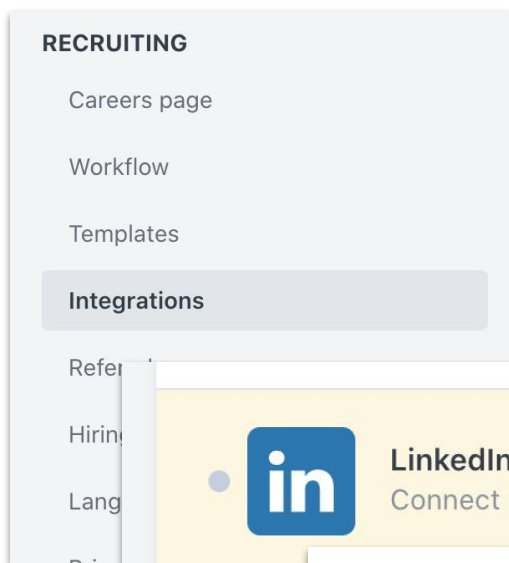 RECRUITING
Careers page
Workflow
Templates
Integrations
in
LinkedIn
Connect